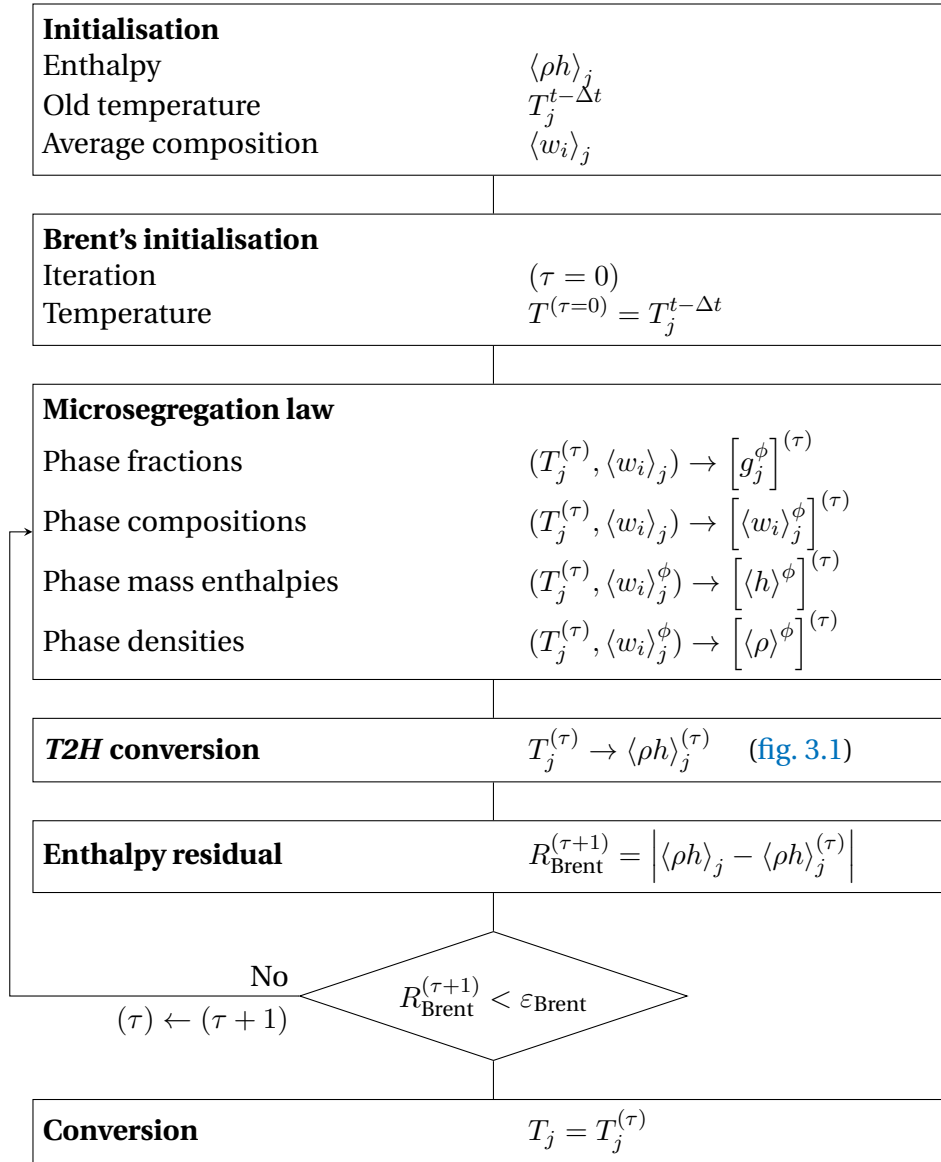 Initialisation
Enthalpy ⟨ρh⟩_j
Old temperature T_j^{t−Δt}
Average composition ⟨w_i⟩_j
Brent's initialisation
Iteration (τ = 0)
Temperature T^{(τ=0)} = T_j^{t−Δt}
Microsegregation law
Phase fractions (T_j^{(τ)}, ⟨w_i⟩_j) → [g_j^ϕ]^{(τ)}
Phase compositions (T_j^{(τ)}, ⟨w_i⟩_j) → [⟨w_i⟩_j^ϕ]^{(τ)}
Phase mass enthalpies (T_j^{(τ)}, ⟨w_i⟩_j^ϕ) → [⟨h⟩^ϕ]^{(τ)}
Phase densities (T_j^{(τ)}, ⟨w_i⟩_j^ϕ) → [⟨ρ⟩^ϕ]^{(τ)}
T2H conversion T_j^{(τ)} → ⟨ρh⟩_j^{(τ)} (fig. 3.1)
Enthalpy residual R_Brent^{(τ+1)} = |⟨ρh⟩_j − ⟨ρh⟩_j^{(τ)}|
No
R_Brent^{(τ+1)} < ε_Brent
(τ) ← (τ + 1)
Conversion T_j = T_j^{(τ)}